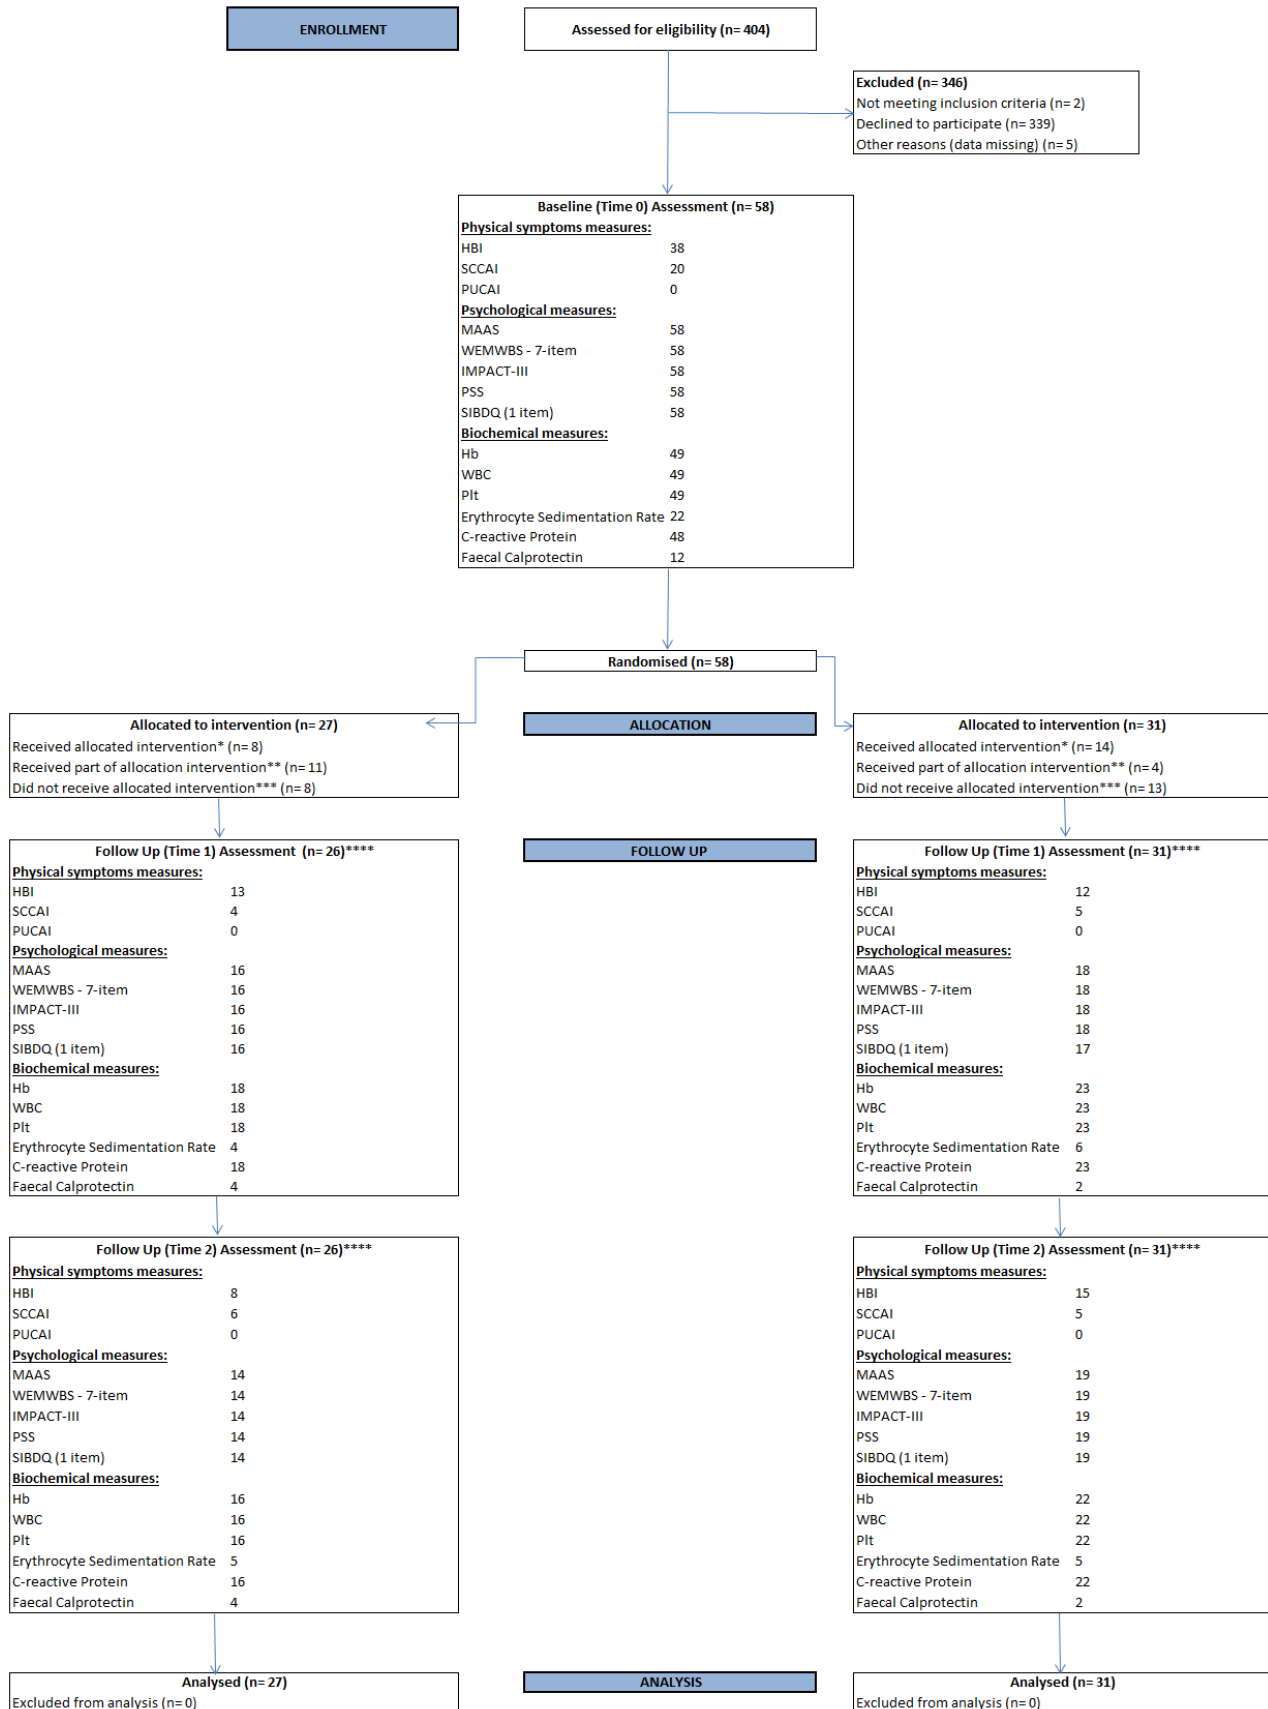 ENROLLMENT
Assessed for eligibility (n= 404)
Excluded (n= 346)
Not meeting inclusion criteria (n= 2)
Declined to participate (n= 339)
Other reasons (data missing) (n= 5)
Baseline (Time 0) Assessment (n= 58)
Physical symptoms measures:
HBI 38
SCCAI 20
PUCAI 0
Psychological measures:
MAAS 58
WEMWBS - 7-item 58
IMPACT-III 58
PSS 58
SIBDQ (1 item) 58
Biochemical measures:
Hb 49
WBC 49
Plt 49
Erythrocyte Sedimentation Rate 22
C-reactive Protein 48
Faecal Calprotectin 12
Randomised (n= 58)
ALLOCATION
Allocated to intervention (n= 27)
Received allocated intervention* (n= 8)
Received part of allocation intervention** (n= 11)
Did not receive allocated intervention*** (n= 8)
Allocated to intervention (n= 31)
Received allocated intervention* (n= 14)
Received part of allocation intervention** (n= 4)
Did not receive allocated intervention*** (n= 13)
FOLLOW UP
Follow Up (Time 1) Assessment (n= 26)****
Physical symptoms measures:
HBI 13
SCCAI 4
PUCAI 0
Psychological measures:
MAAS 16
WEMWBS - 7-item 16
IMPACT-III 16
PSS 16
SIBDQ (1 item) 16
Biochemical measures:
Hb 18
WBC 18
Plt 18
Erythrocyte Sedimentation Rate 4
C-reactive Protein 18
Faecal Calprotectin 4
Follow Up (Time 1) Assessment (n= 31)****
Physical symptoms measures:
HBI 12
SCCAI 5
PUCAI 0
Psychological measures:
MAAS 18
WEMWBS - 7-item 18
IMPACT-III 18
PSS 18
SIBDQ (1 item) 17
Biochemical measures:
Hb 23
WBC 23
Plt 23
Erythrocyte Sedimentation Rate 6
C-reactive Protein 23
Faecal Calprotectin 2
Follow Up (Time 2) Assessment (n= 26)****
Physical symptoms measures:
HBI 8
SCCAI 6
PUCAI 0
Psychological measures:
MAAS 14
WEMWBS - 7-item 14
IMPACT-III 14
PSS 14
SIBDQ (1 item) 14
Biochemical measures:
Hb 16
WBC 16
Plt 16
Erythrocyte Sedimentation Rate 5
C-reactive Protein 16
Faecal Calprotectin 4
Follow Up (Time 2) Assessment (n= 31)****
Physical symptoms measures:
HBI 15
SCCAI 5
PUCAI 0
Psychological measures:
MAAS 19
WEMWBS - 7-item 19
IMPACT-III 19
PSS 19
SIBDQ (1 item) 19
Biochemical measures:
Hb 22
WBC 22
Plt 22
Erythrocyte Sedimentation Rate 5
C-reactive Protein 22
Faecal Calprotectin 2
ANALYSIS
Analysed (n= 27)
Excluded from analysis (n= 0)
Analysed (n= 31)
Excluded from analysis (n= 0)